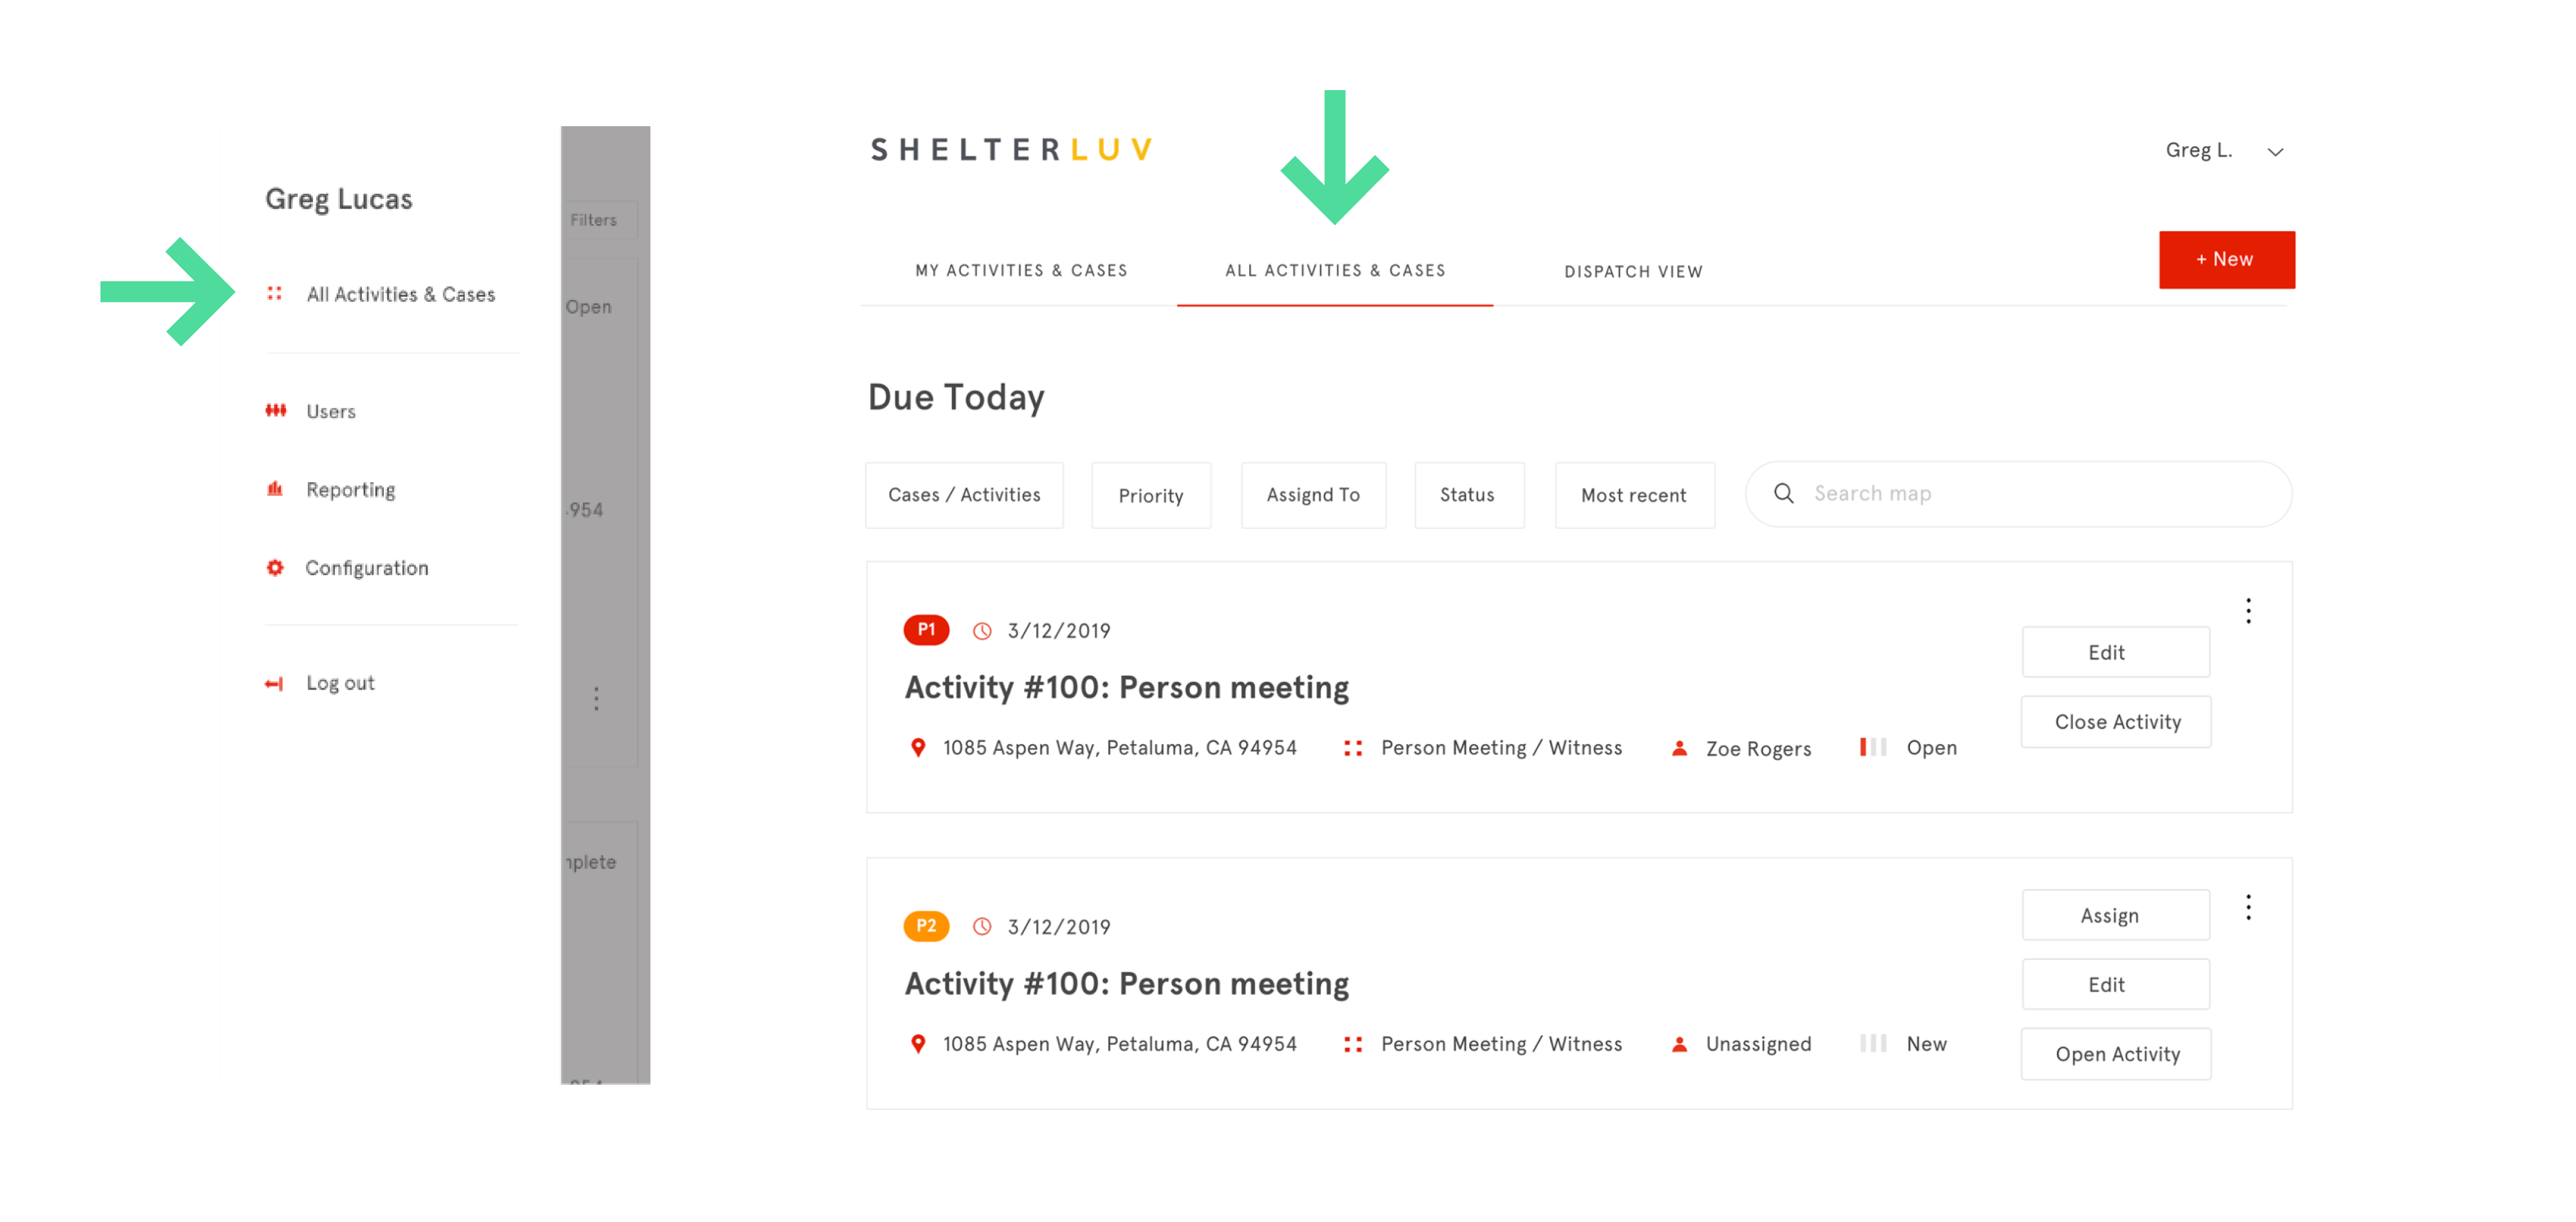 Greg Lucas
All Activities & Cases
Users
Reporting
Configuration
Log out
Filters
Open
954
SHELTERLUV
Greg L.
MY ACTIVITIES & CASES
ALL ACTIVITIES & CASES
DISPATCH VIEW
+ New
Due Today
Cases / Activities
Priority
Assignd To
Status
Most recent
Search map
P1
3/12/2019
Activity #100: Person meeting
1085 Aspen Way, Petaluma, CA 94954
Person Meeting / Witness
Zoe Rogers
Open
Edit
Close Activity
P2
3/12/2019
Activity #100: Person meeting
1085 Aspen Way, Petaluma, CA 94954
Person Meeting / Witness
Unassigned
New
Assign
Edit
Open Activity